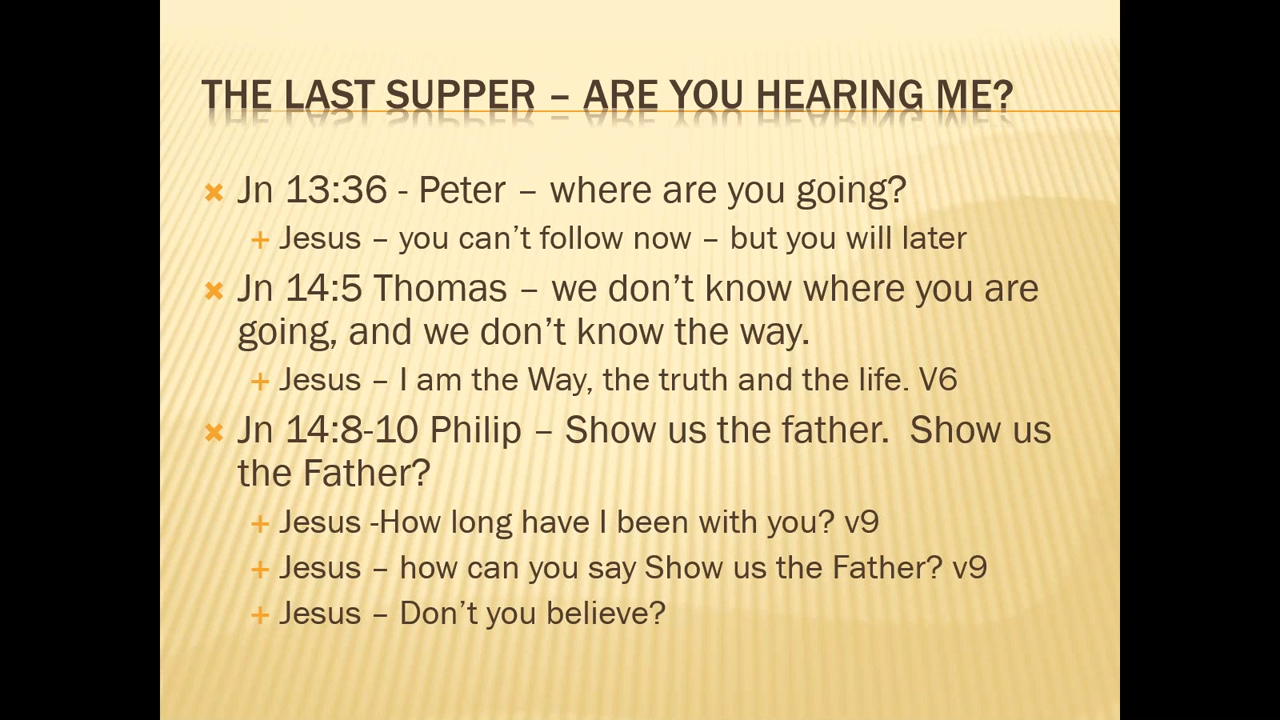 THE LAST SUPPER – ARE YOU HEARING ME?
Jn 13:36 - Peter – where are you going?
Jesus – you can’t follow now – but you will later
Jn 14:5 Thomas – we don’t know where you are
going, and we don’t know the way.
Jesus – I am the Way, the truth and the life. V6
Jn 14:8-10 Philip – Show us the father.  Show us
the Father?
Jesus -How long have I been with you? v9
Jesus – how can you say Show us the Father? v9
Jesus – Don’t you believe?